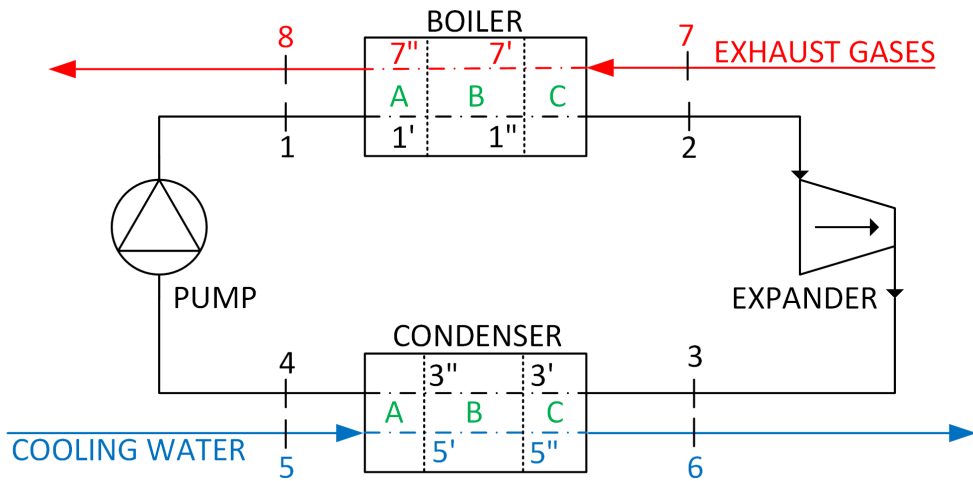 BOILER
8
7"
7'
7
EXHAUST GASES
A
B
C
1
1'
1"
2
PUMP
EXPANDER
CONDENSER
4
3"
3'
3
A
B
C
COOLING WATER
5
5'
5"
6